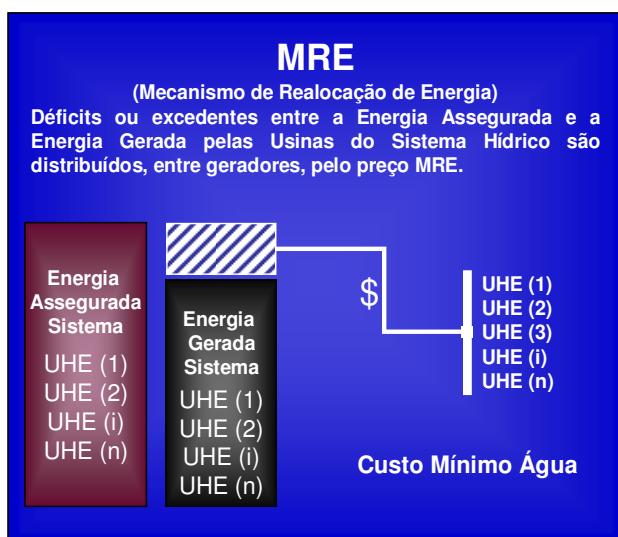 MRE
(Mecanismo de Realocação de Energia)
Déficits ou excedentes entre a Energia Assegurada e a
Energia Gerada pelas Usinas do Sistema Hídrico são
distribuídos, entre geradores, pelo preço MRE.
Energia
Assegurada
Sistema
UHE (1)
UHE (2)
UHE (i)
UHE (n)
Energia
Gerada
Sistema
UHE (1)
UHE (2)
UHE (i)
UHE (n)
$
UHE (1)
UHE (2)
UHE (3)
UHE (i)
UHE (n)
Custo Mínimo Água